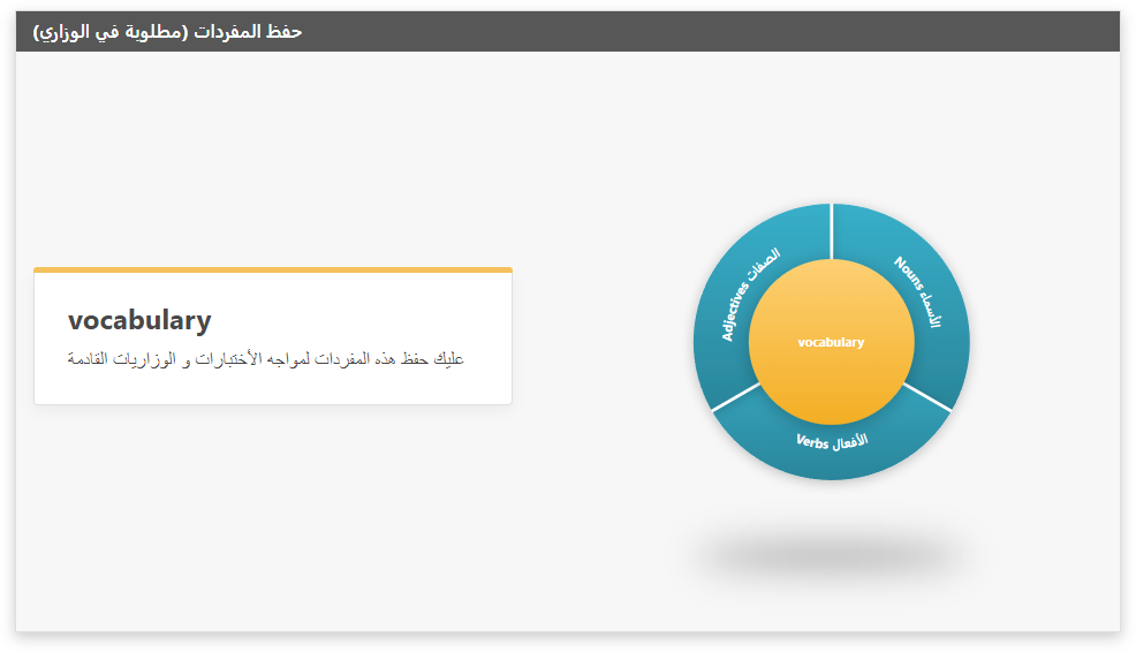 حفظ المفردات (مطلوبة في الوزاري)
vocabulary
عليك حفظ هذه المفردات لمواجه الأختبارات و الوزاريات القادمة
Adjectives الصفات
Nouns الأسماء
vocabulary
Verbs الأفعال